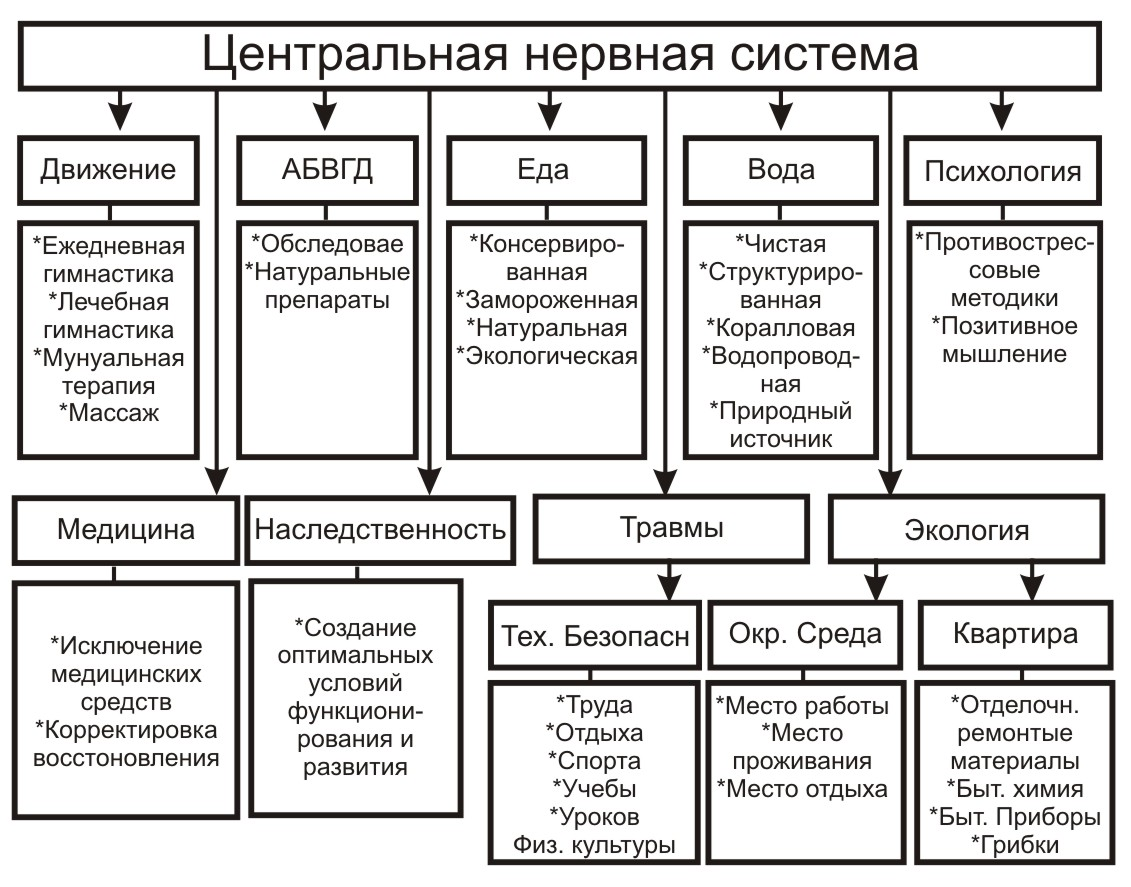 Центральная нервная система
Движение
*Ежедневная
гимнастика
*Лечебная
гимнастика
*Мунуальная
терапия
*Массаж
АБВГД
*Обследовае
*Натуральные
препараты
Еда
*Консервиро-
ванная
*Замороженная
*Натуральная
*Экологическая
Вода
*Чистая
*Структуриро-
ванная
*Коралловая
*Водопровод-
ная
*Природный
источник
Психология
*Противострес-
совые
методики
*Позитивное
мышление
Медицина
*Исключение
медицинских
средств
*Корректировка
восстоновления
Наследственность
*Создание
оптимальных
условий
функциони-
рования и
развития
Травмы
Тех. Безопасн
*Труда
*Отдыха
*Спорта
*Учебы
*Уроков
Физ. культуры
Экология
Окр. Среда
*Место работы
*Место
проживания
*Место отдыха
Квартира
*Отделочн.
ремонтые
материалы
*Быт. химия
*Быт. Приборы
*Грибки